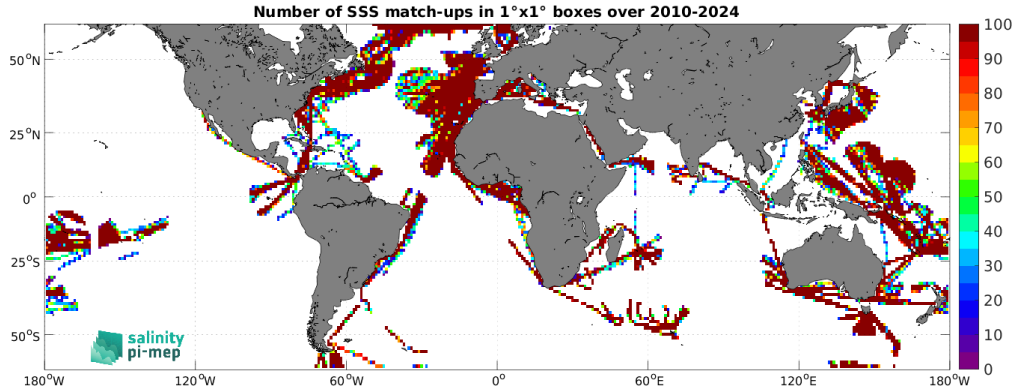 Number of SSS match-ups in 1°x1° boxes over 2010-2024
100
90
80
70
60
50
40
30
20
10
0
50°N
25°N
0°
25°S
50°S
180°W 120°W 60°W 0° 60°E 120°E 180°W
salinity
pi-mep